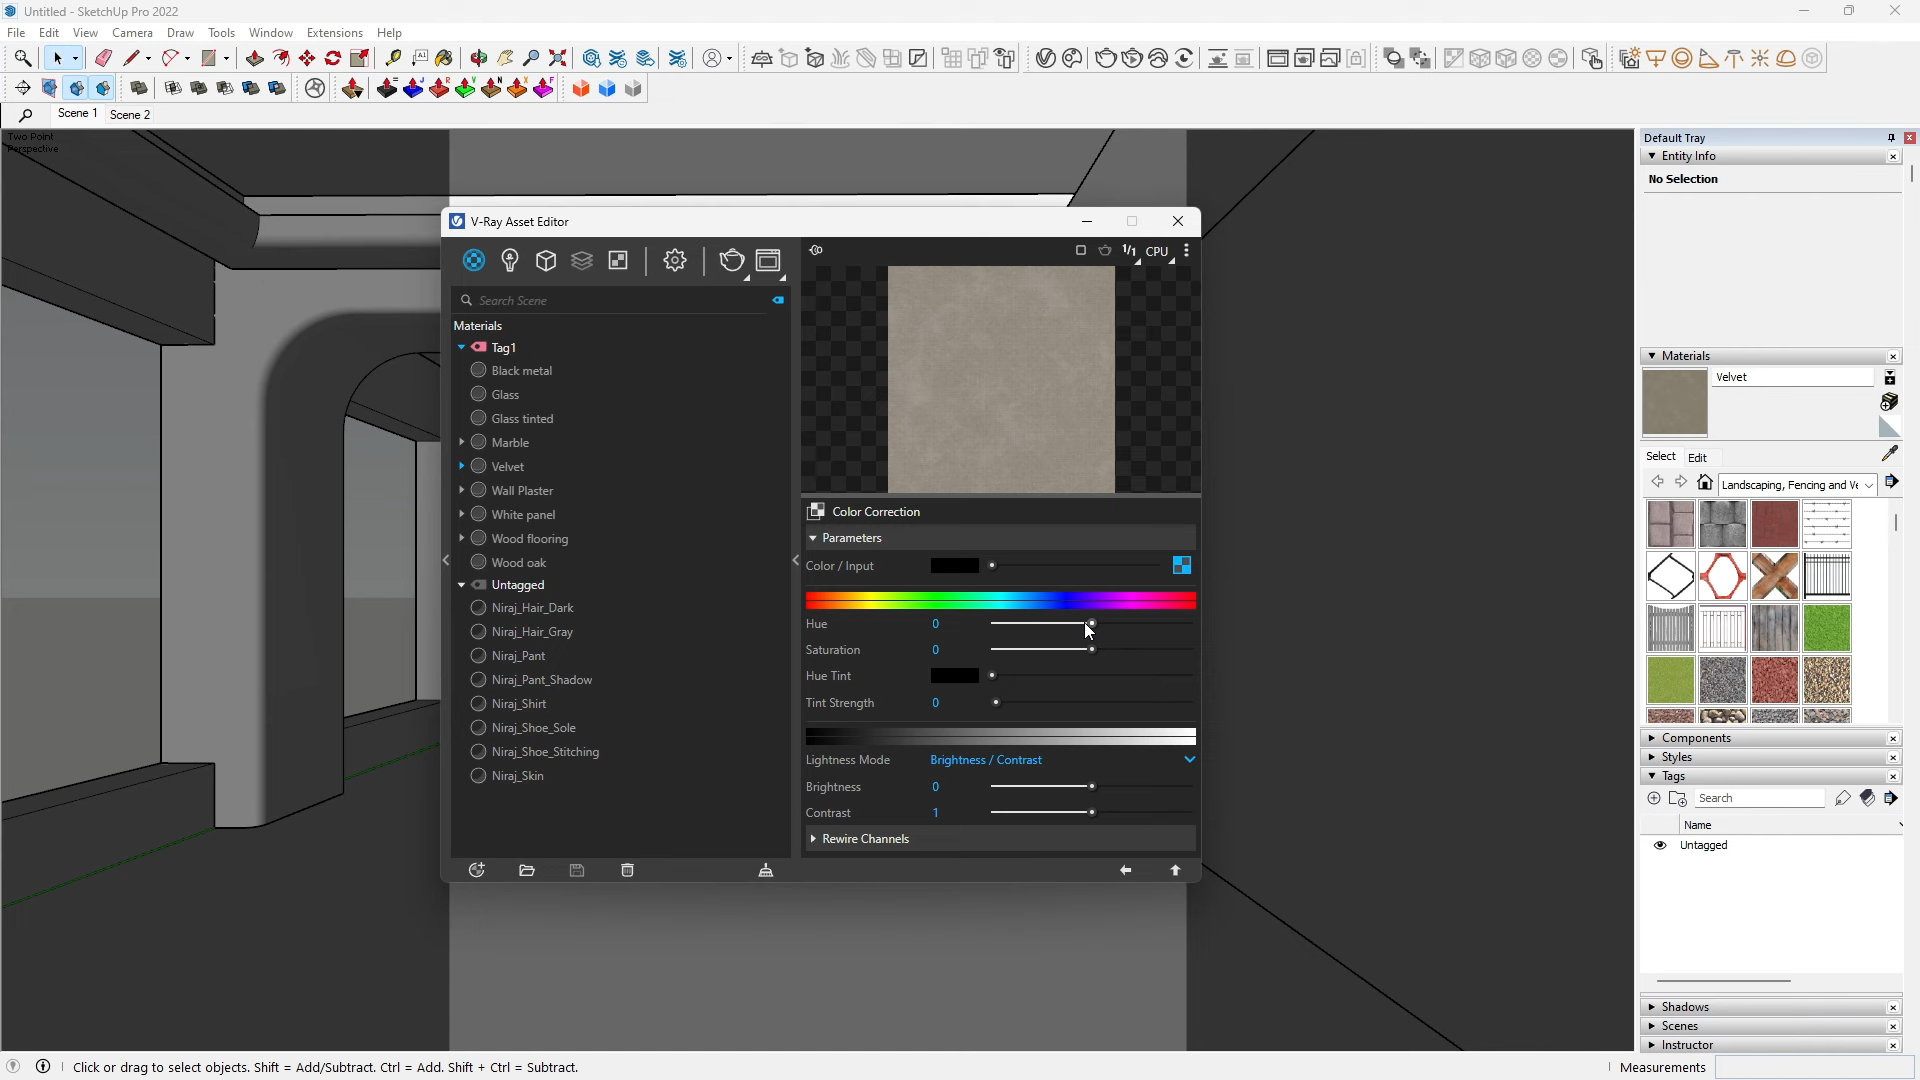 Untitled - SketchUp Pro 2022
File Edit View Camera Draw Tools Window Extensions Help
Scene 1 Scene 2
Two Point
Perspective
V-Ray Asset Editor
Search Scene
Materials
Tag1
Black metal
Glass
Glass tinted
Marble
Velvet
Wall Plaster
White panel
Wood flooring
Wood oak
Untagged
Niraj_Hair_Dark
Niraj_Hair_Gray
Niraj_Pant
Niraj_Pant_Shadow
Niraj_Shirt
Niraj_Shoe_Sole
Niraj_Shoe_Stitching
Niraj_Skin
1/1 CPU
Color Correction
Parameters
Color / Input
Hue 0
Saturation 0
Hue Tint
Tint Strength 0
Lightness Mode Brightness / Contrast
Brightness 0
Contrast 1
Rewire Channels
Default Tray
Entity Info
No Selection
Materials
Velvet
Select Edit
Landscaping, Fencing and Ve
Components
Styles
Tags
Search
Name
Untagged
Shadows
Scenes
Instructor
Click or drag to select objects. Shift = Add/Subtract. Ctrl = Add. Shift + Ctrl = Subtract.
Measurements